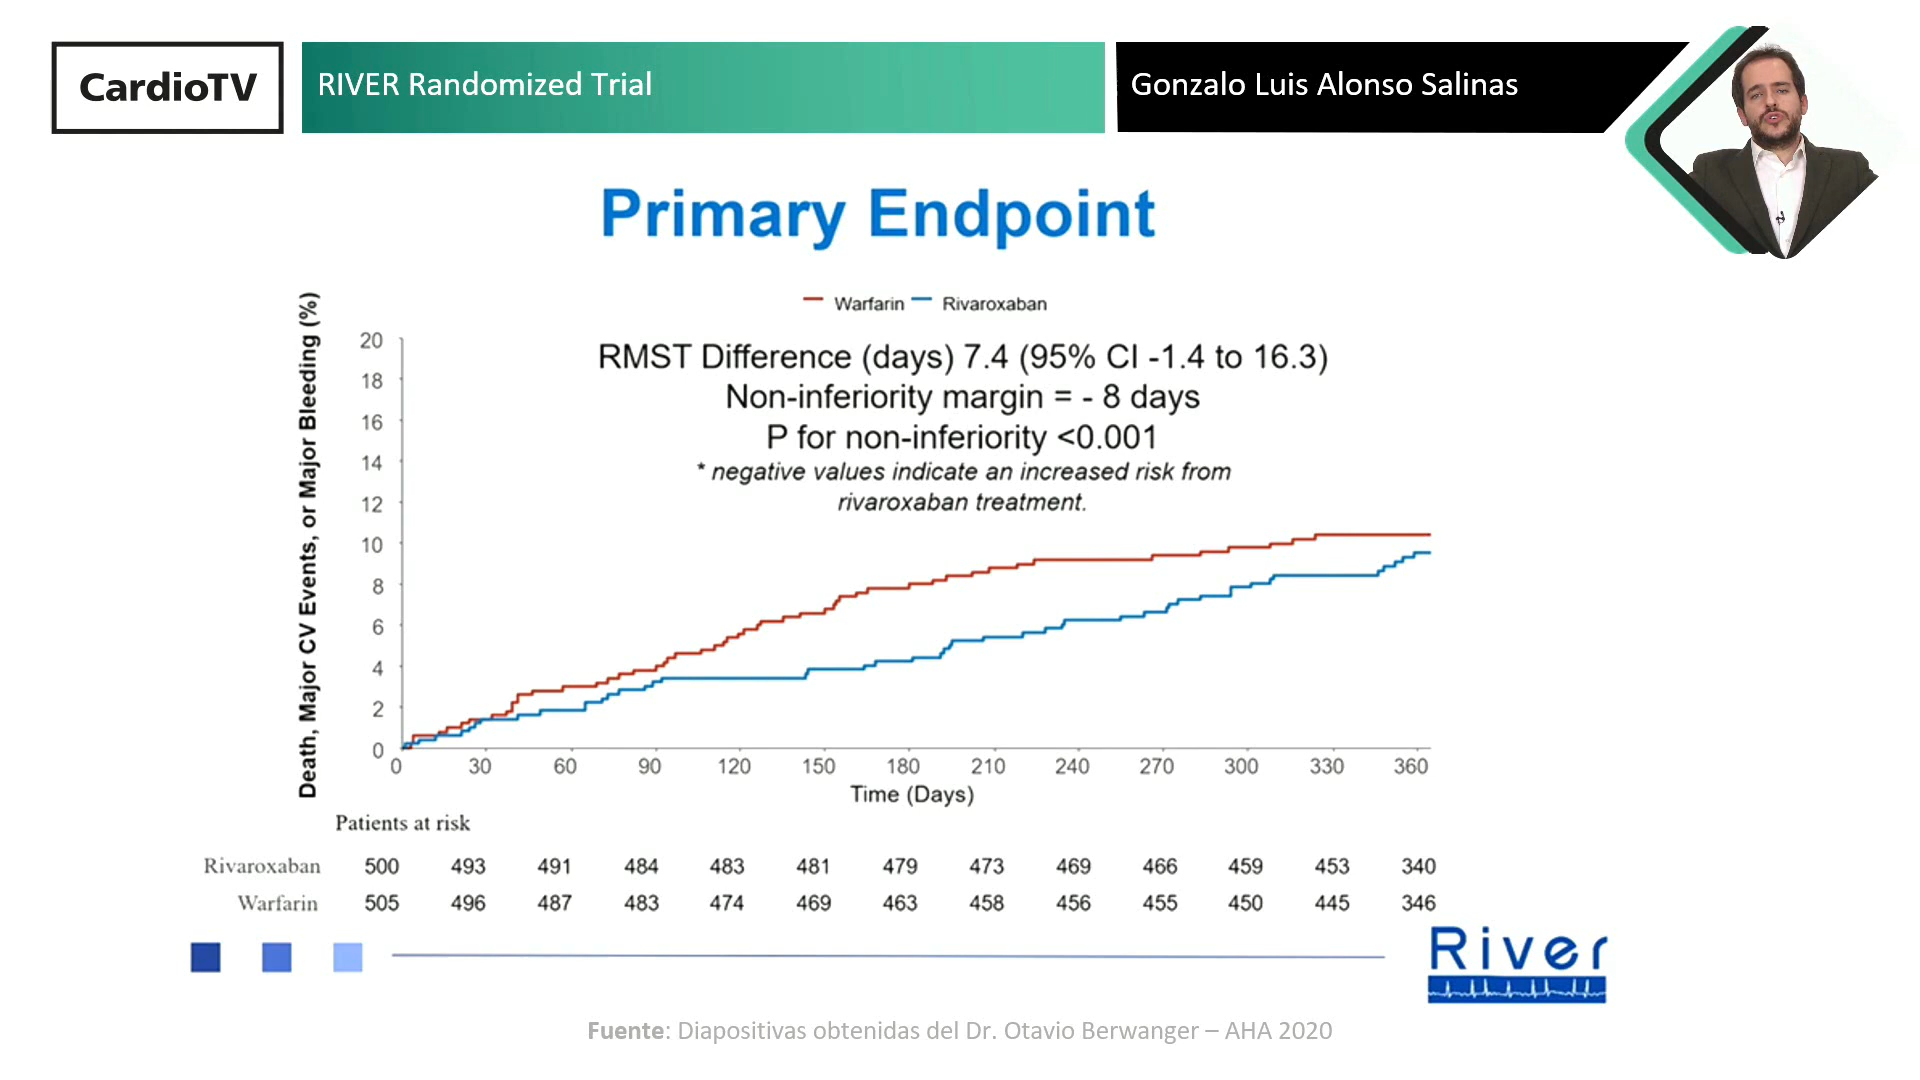 CardioTV
RIVER Randomized Trial
Gonzalo Luis Alonso Salinas
Primary Endpoint
Warfarin Rivaroxaban
Death, Major CV Events, or Major Bleeding (%)
RMST Difference (days) 7.4 (95% CI -1.4 to 16.3)
Non-inferiority margin = - 8 days
P for non-inferiority <0.001
* negative values indicate an increased risk from
rivaroxaban treatment.
20
18
16
14
12
10
8
6
4
2
0
0 30 60 90 120 150 180 210 240 270 300 330 360
Time (Days)
Patients at risk
Rivaroxaban 500 493 491 484 483 481 479 473 469 466 459 453 340
Warfarin 505 496 487 483 474 469 463 458 456 455 450 445 346
River
Fuente: Diapositivas obtenidas del Dr. Otavio Berwanger – AHA 2020